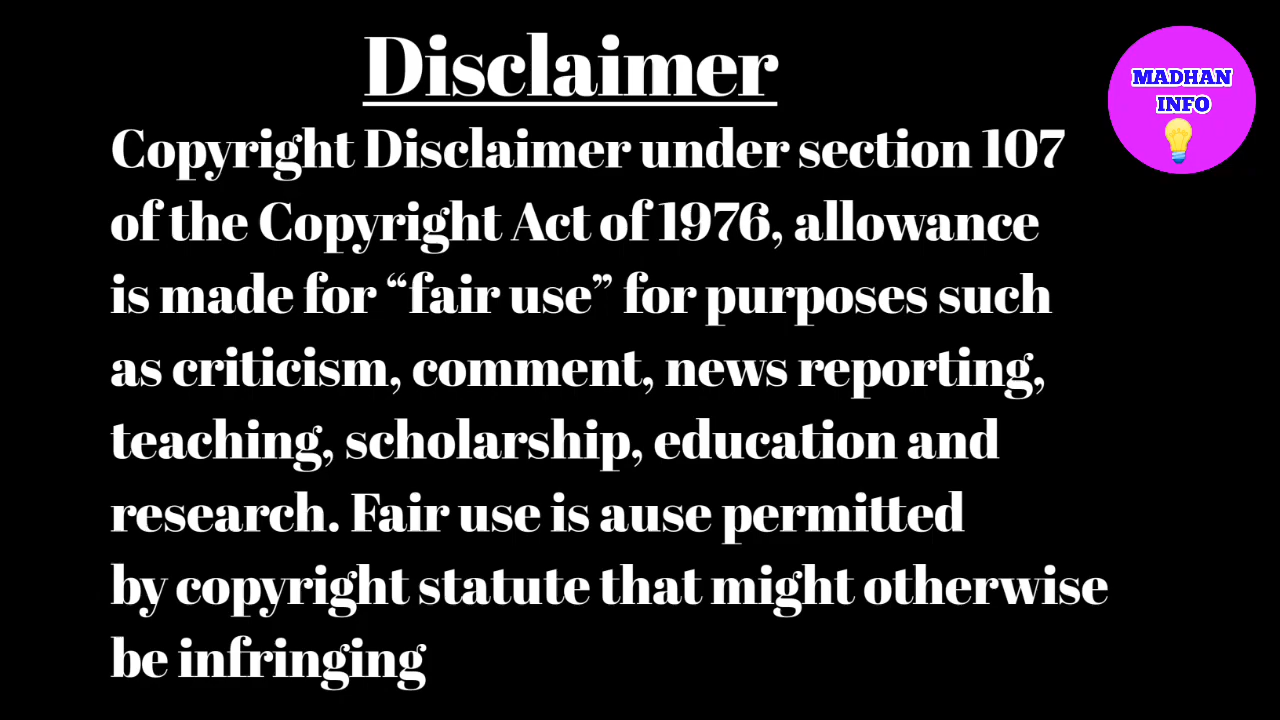 Disclaimer
MADHAN
INFO
Copyright Disclaimer under section 107
of the Copyright Act of 1976, allowance
is made for “fair use” for purposes such
as criticism, comment, news reporting,
teaching, scholarship, education and
research. Fair use is ause permitted
by copyright statute that might otherwise
be infringing